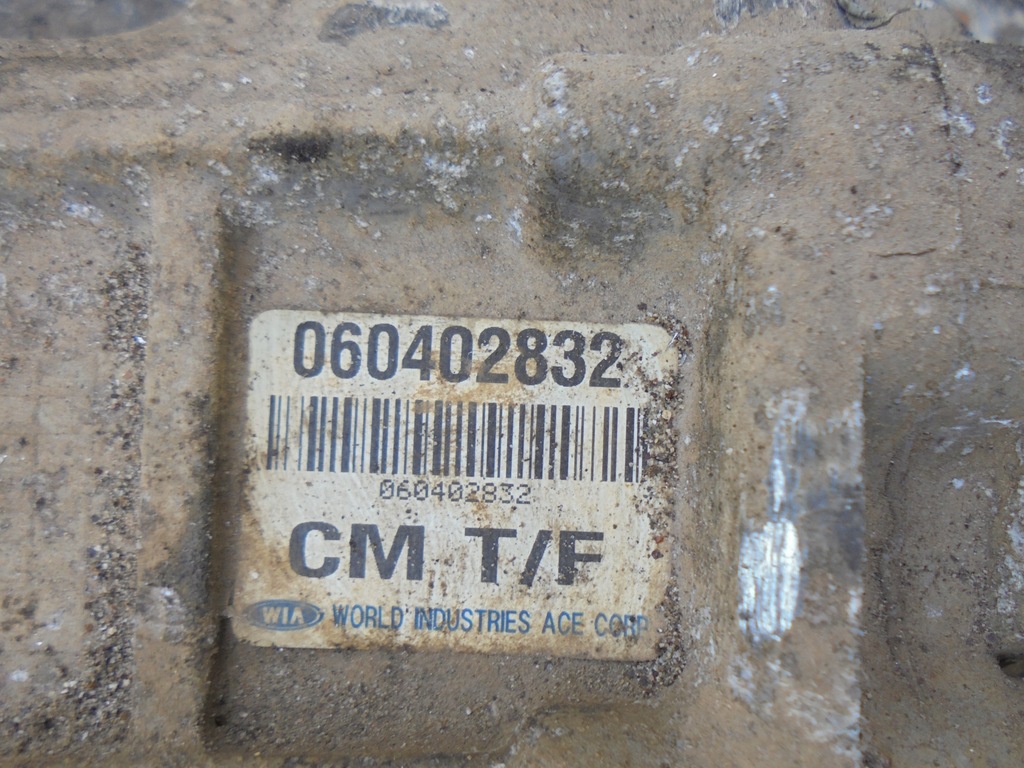 060402832
060402832
CM T/F
WIA WORLD INDUSTRIES ACE CORP